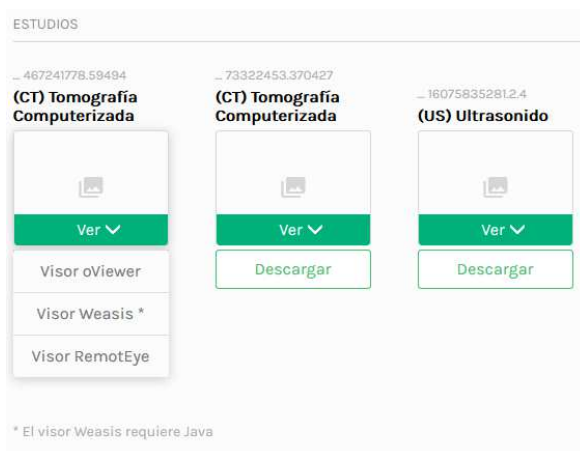 ESTUDIOS
... 467241778.59494
(CT) Tomografía
Computerizada
Ver
Visor oViewer
Visor Weasis *
Visor RemotEye
... 73322453.370427
(CT) Tomografía
Computerizada
Ver
Descargar
... 16075835281.2.4
(US) Ultrasonido
Ver
Descargar
* El visor Weasis requiere Java